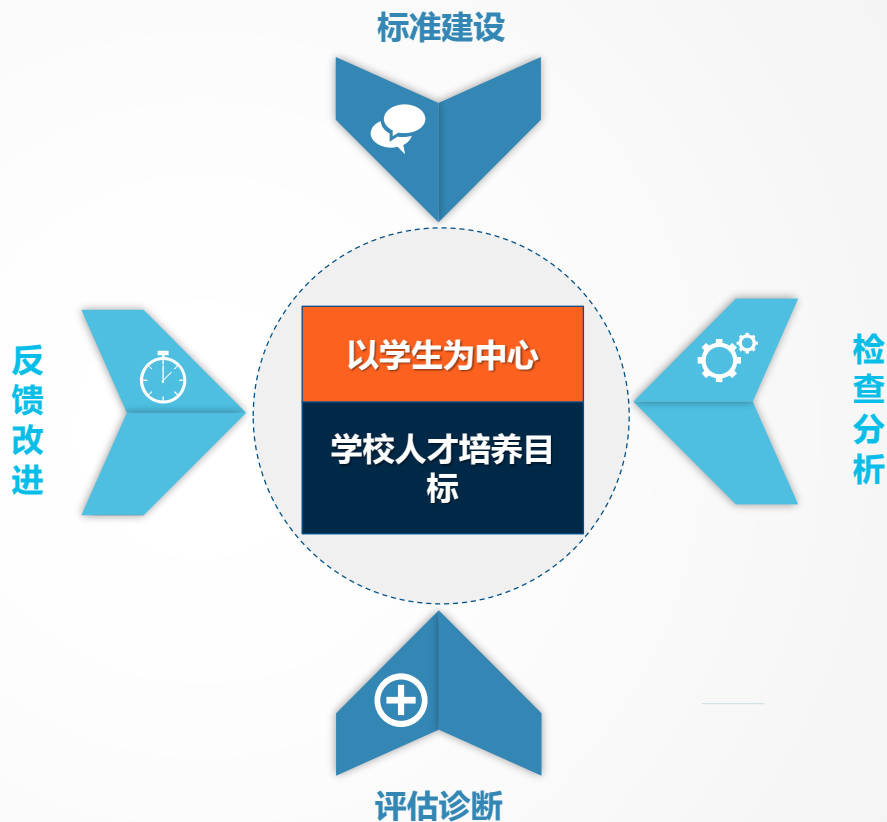 标准建设
以学生为中心
学校人才培养目
标
反馈改进
检查分析
评估诊断